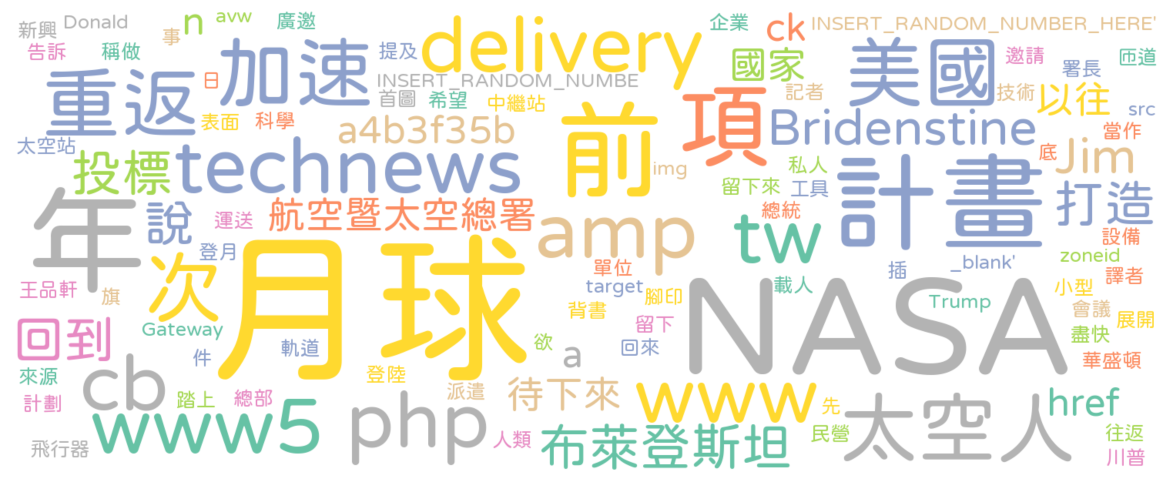 新興 Donald 事 n avw 廣邀 企業 ck INSERT_RANDOM_NUMBER_HERE'
告訴 稱做 加速 提及 delivery 國家 美國 邀請 署長 匝道
重返 日 INSERT_RANDOM_NUMBE 記者 技術 以往 src
表面 科學 首圖 希望 中繼站 前 項 Bridenstine 當作
太空站 a4b3f35b 底 Jim
投標 technews img 留下來 私人 工具 計畫 打造
年 說 運送 航空暨太空總署 amp 總統 tw 設備
登月 單位 插 _blank' zoneid 譯者
王品軒 旗 次 月球 target 腳印 載人 NASA Trump 小型 會議 展開
回到 Gateway 背書 留下 盡快
件 軌道 欲 a 回來 華盛頓
來源 cb 登陸 派遣 待下來 www 先 太空人 href
計劃 www5 踏上 總部 php 人類 布萊登斯坦 民營 往返
飛行器 川普